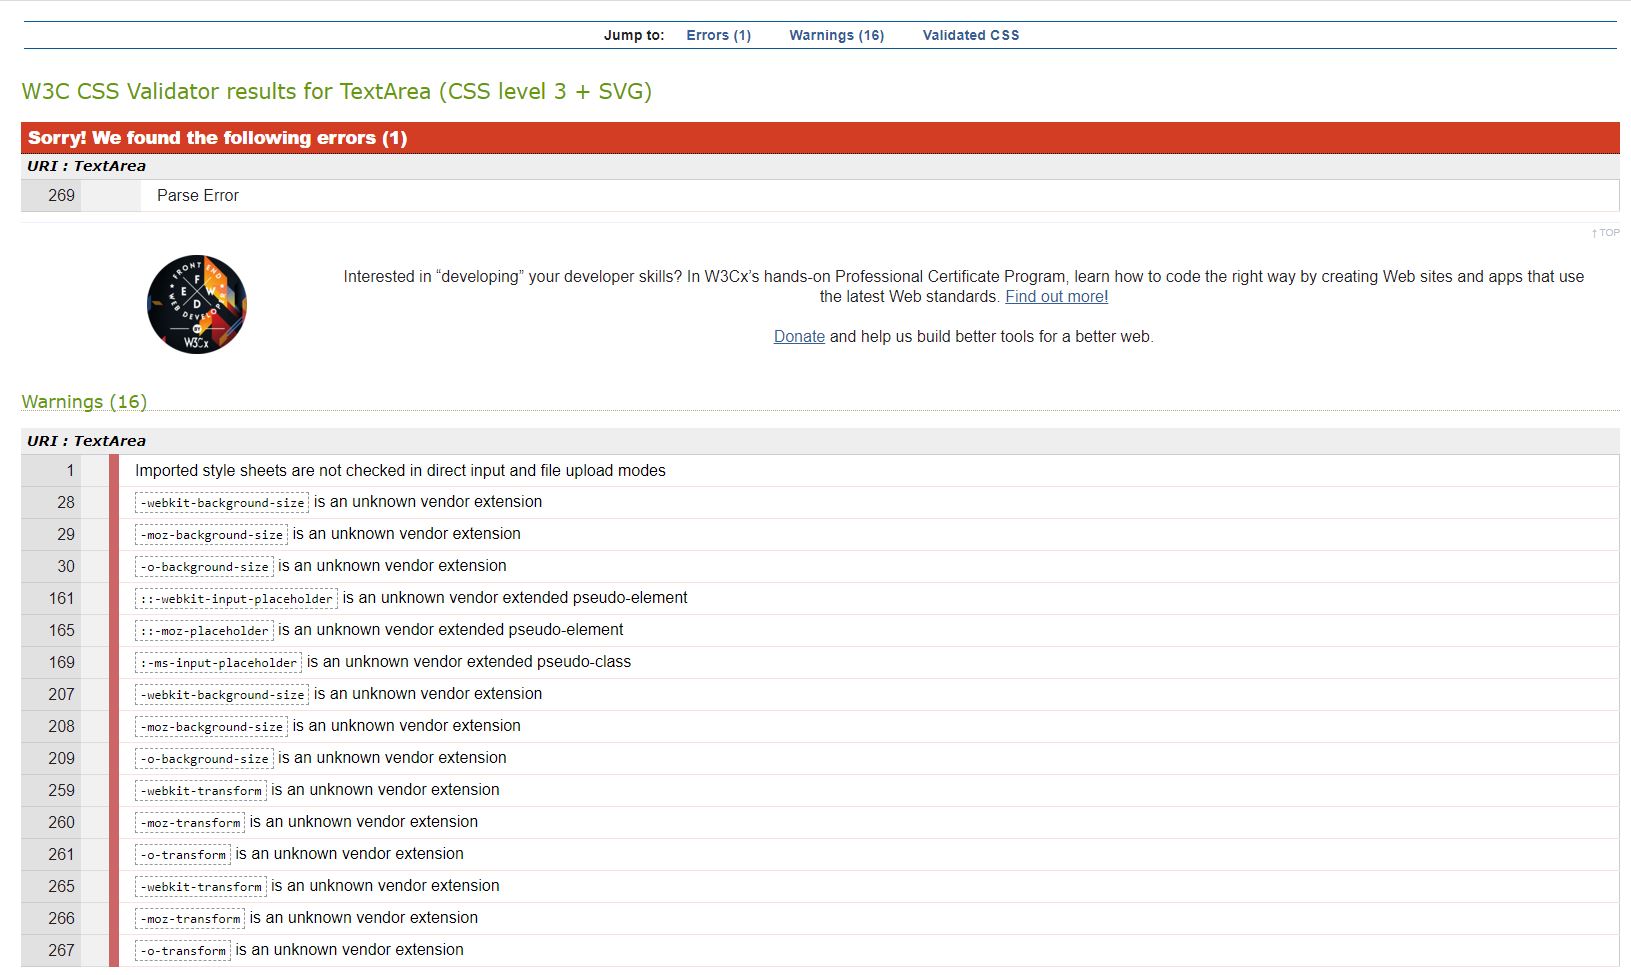 Jump to: Errors (1) Warnings (16) Validated CSS
W3C CSS Validator results for TextArea (CSS level 3 + SVG)
Sorry! We found the following errors (1)
URI : TextArea
269 Parse Error
↑ TOP
FRONT END
F
E W
D
WEB DEVELOPER
W3Cx
Interested in “developing” your developer skills? In W3Cx’s hands-on Professional Certificate Program, learn how to code the right way by creating Web sites and apps that use
the latest Web standards. Find out more!
Donate and help us build better tools for a better web.
Warnings (16)
URI : TextArea
1 Imported style sheets are not checked in direct input and file upload modes
28 -webkit-background-size is an unknown vendor extension
29 -moz-background-size is an unknown vendor extension
30 -o-background-size is an unknown vendor extension
161 ::-webkit-input-placeholder is an unknown vendor extended pseudo-element
165 ::-moz-placeholder is an unknown vendor extended pseudo-element
169 :-ms-input-placeholder is an unknown vendor extended pseudo-class
207 -webkit-background-size is an unknown vendor extension
208 -moz-background-size is an unknown vendor extension
209 -o-background-size is an unknown vendor extension
259 -webkit-transform is an unknown vendor extension
260 -moz-transform is an unknown vendor extension
261 -o-transform is an unknown vendor extension
265 -webkit-transform is an unknown vendor extension
266 -moz-transform is an unknown vendor extension
267 -o-transform is an unknown vendor extension